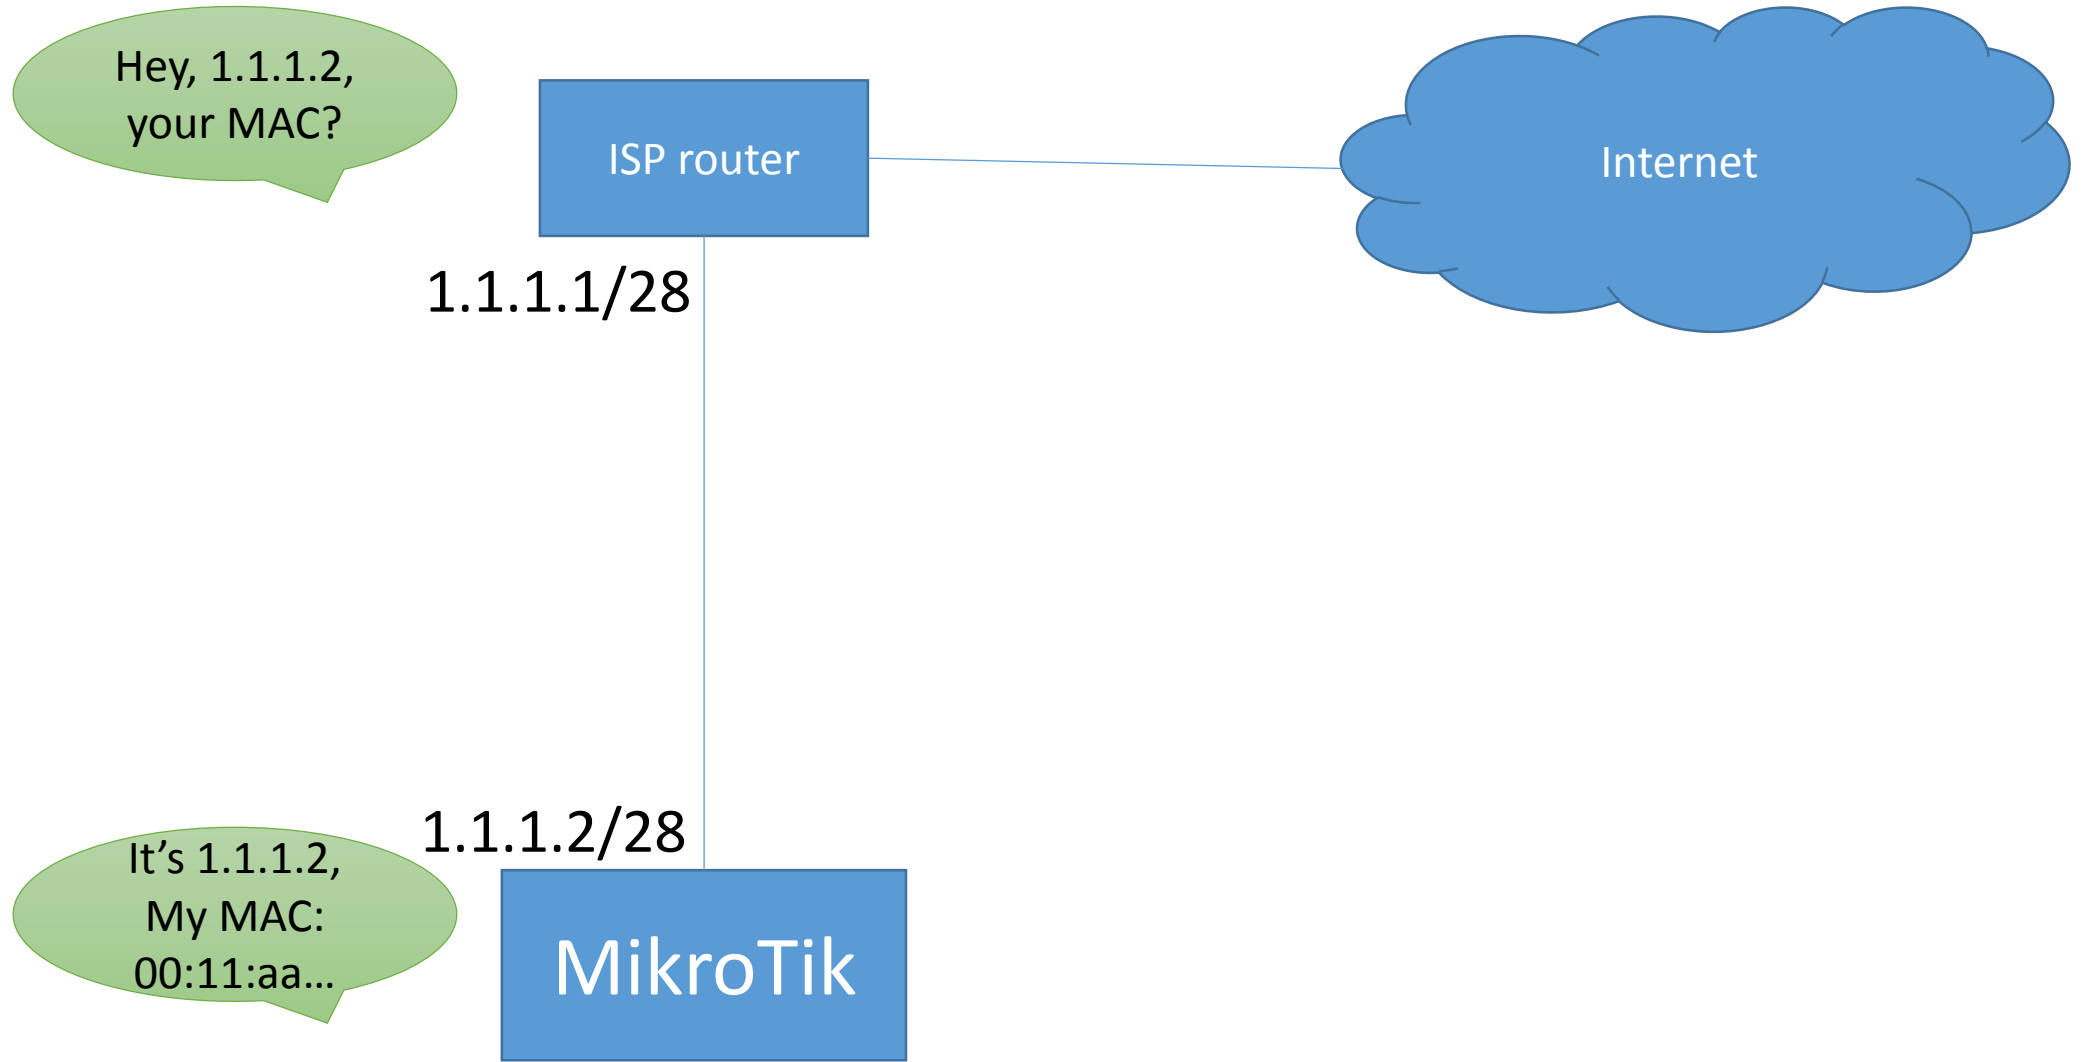 Hey, 1.1.1.2,
your MAC?
ISP router
Internet
1.1.1.1/28
1.1.1.2/28
It’s 1.1.1.2,
My MAC:
00:11:aa…
MikroTik